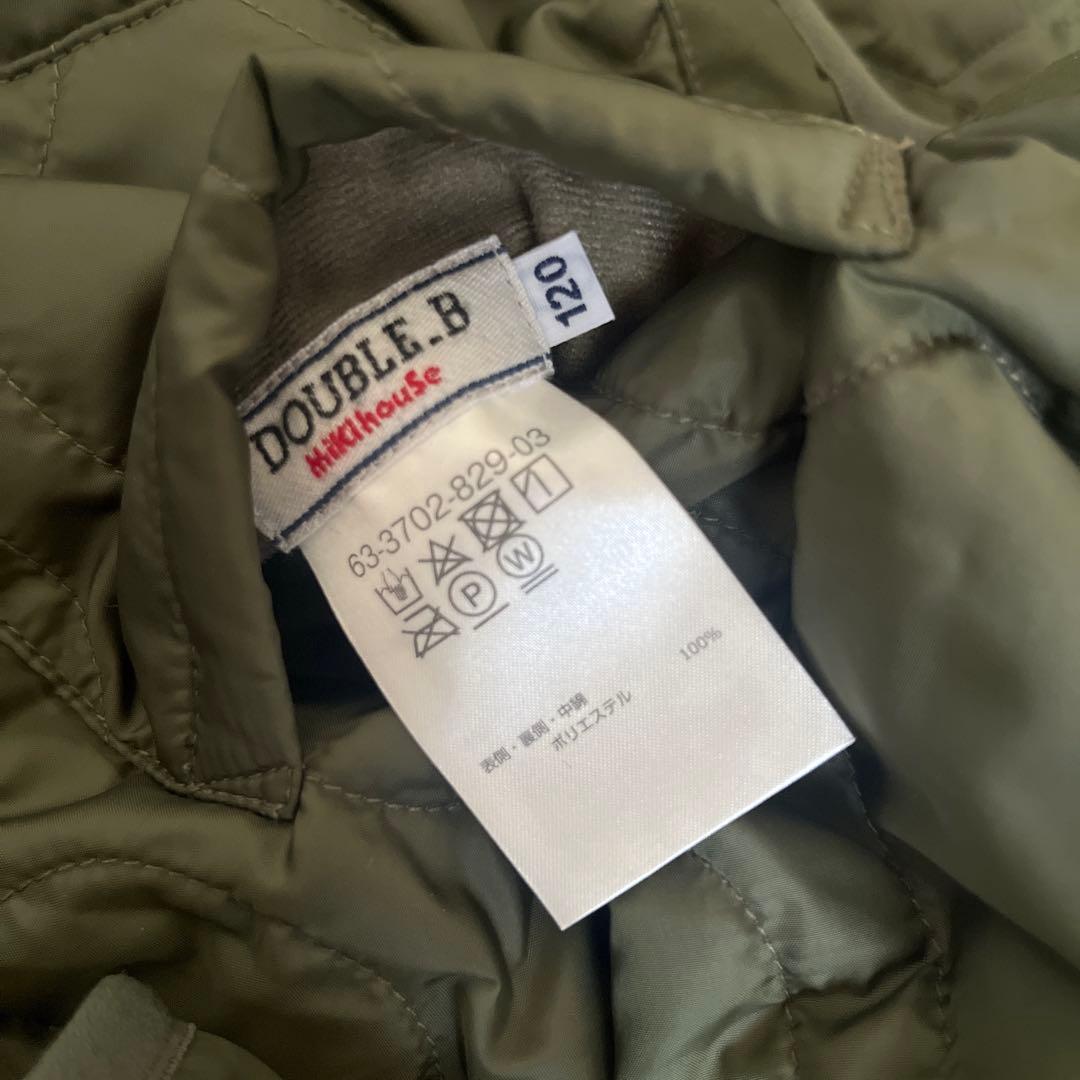 DOUBLE_B
mikihouse
120
63-3702-829-03
P
W
表側・裏側・中綿
ポリエステル 100%